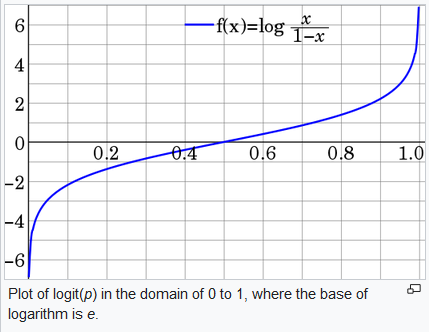 f(x)=log x/1−x
6
4
2
0
−2
−4
−6
0.2 0.4 0.6 0.8 1.0
Plot of logit(p) in the domain of 0 to 1, where the base of
logarithm is e.